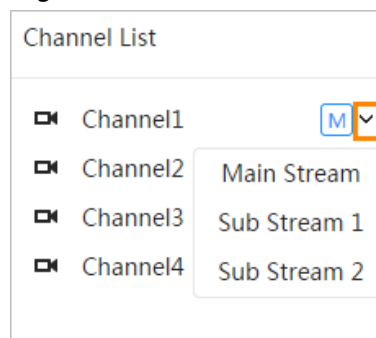 Channel List
Channel1 M
Channel2 Main Stream
Channel3 Sub Stream 1
Channel4 Sub Stream 2